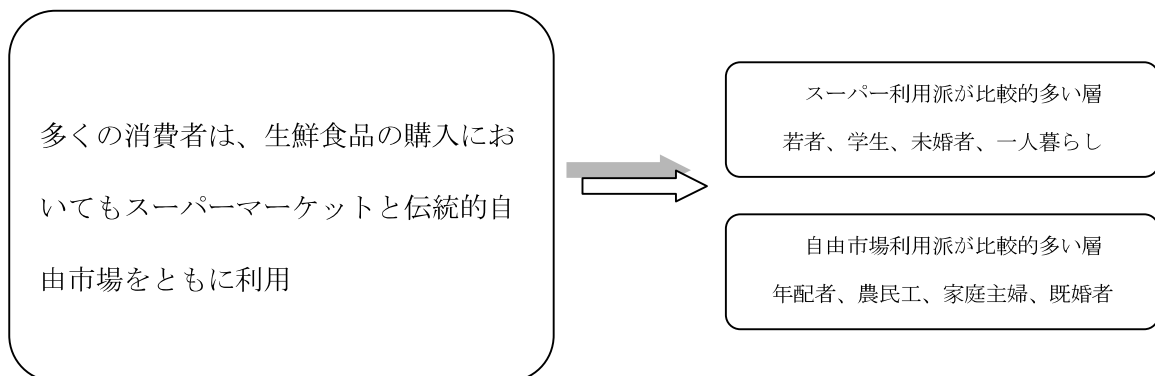 多くの消費者は、生鮮食品の購入にお
いてもスーパーマーケットと伝統的自
由市場をともに利用
スーパー利用派が比較的多い層
若者、学生、未婚者、一人暮らし
自由市場利用派が比較的多い層
年配者、農民工、家庭主婦、既婚者